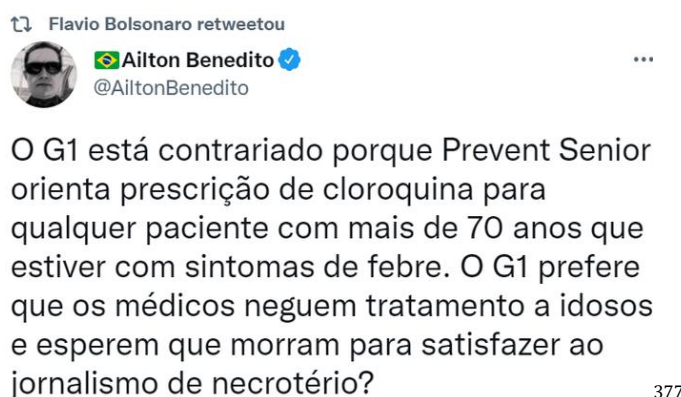 Flavio Bolsonaro retweetou
Ailton Benedito
@AiltonBenedito
O G1 está contrariado porque Prevent Senior
orienta prescrição de cloroquina para
qualquer paciente com mais de 70 anos que
estiver com sintomas de febre. O G1 prefere
que os médicos neguem tratamento a idosos
e esperem que morram para satisfazer ao
jornalismo de necrotério?
377